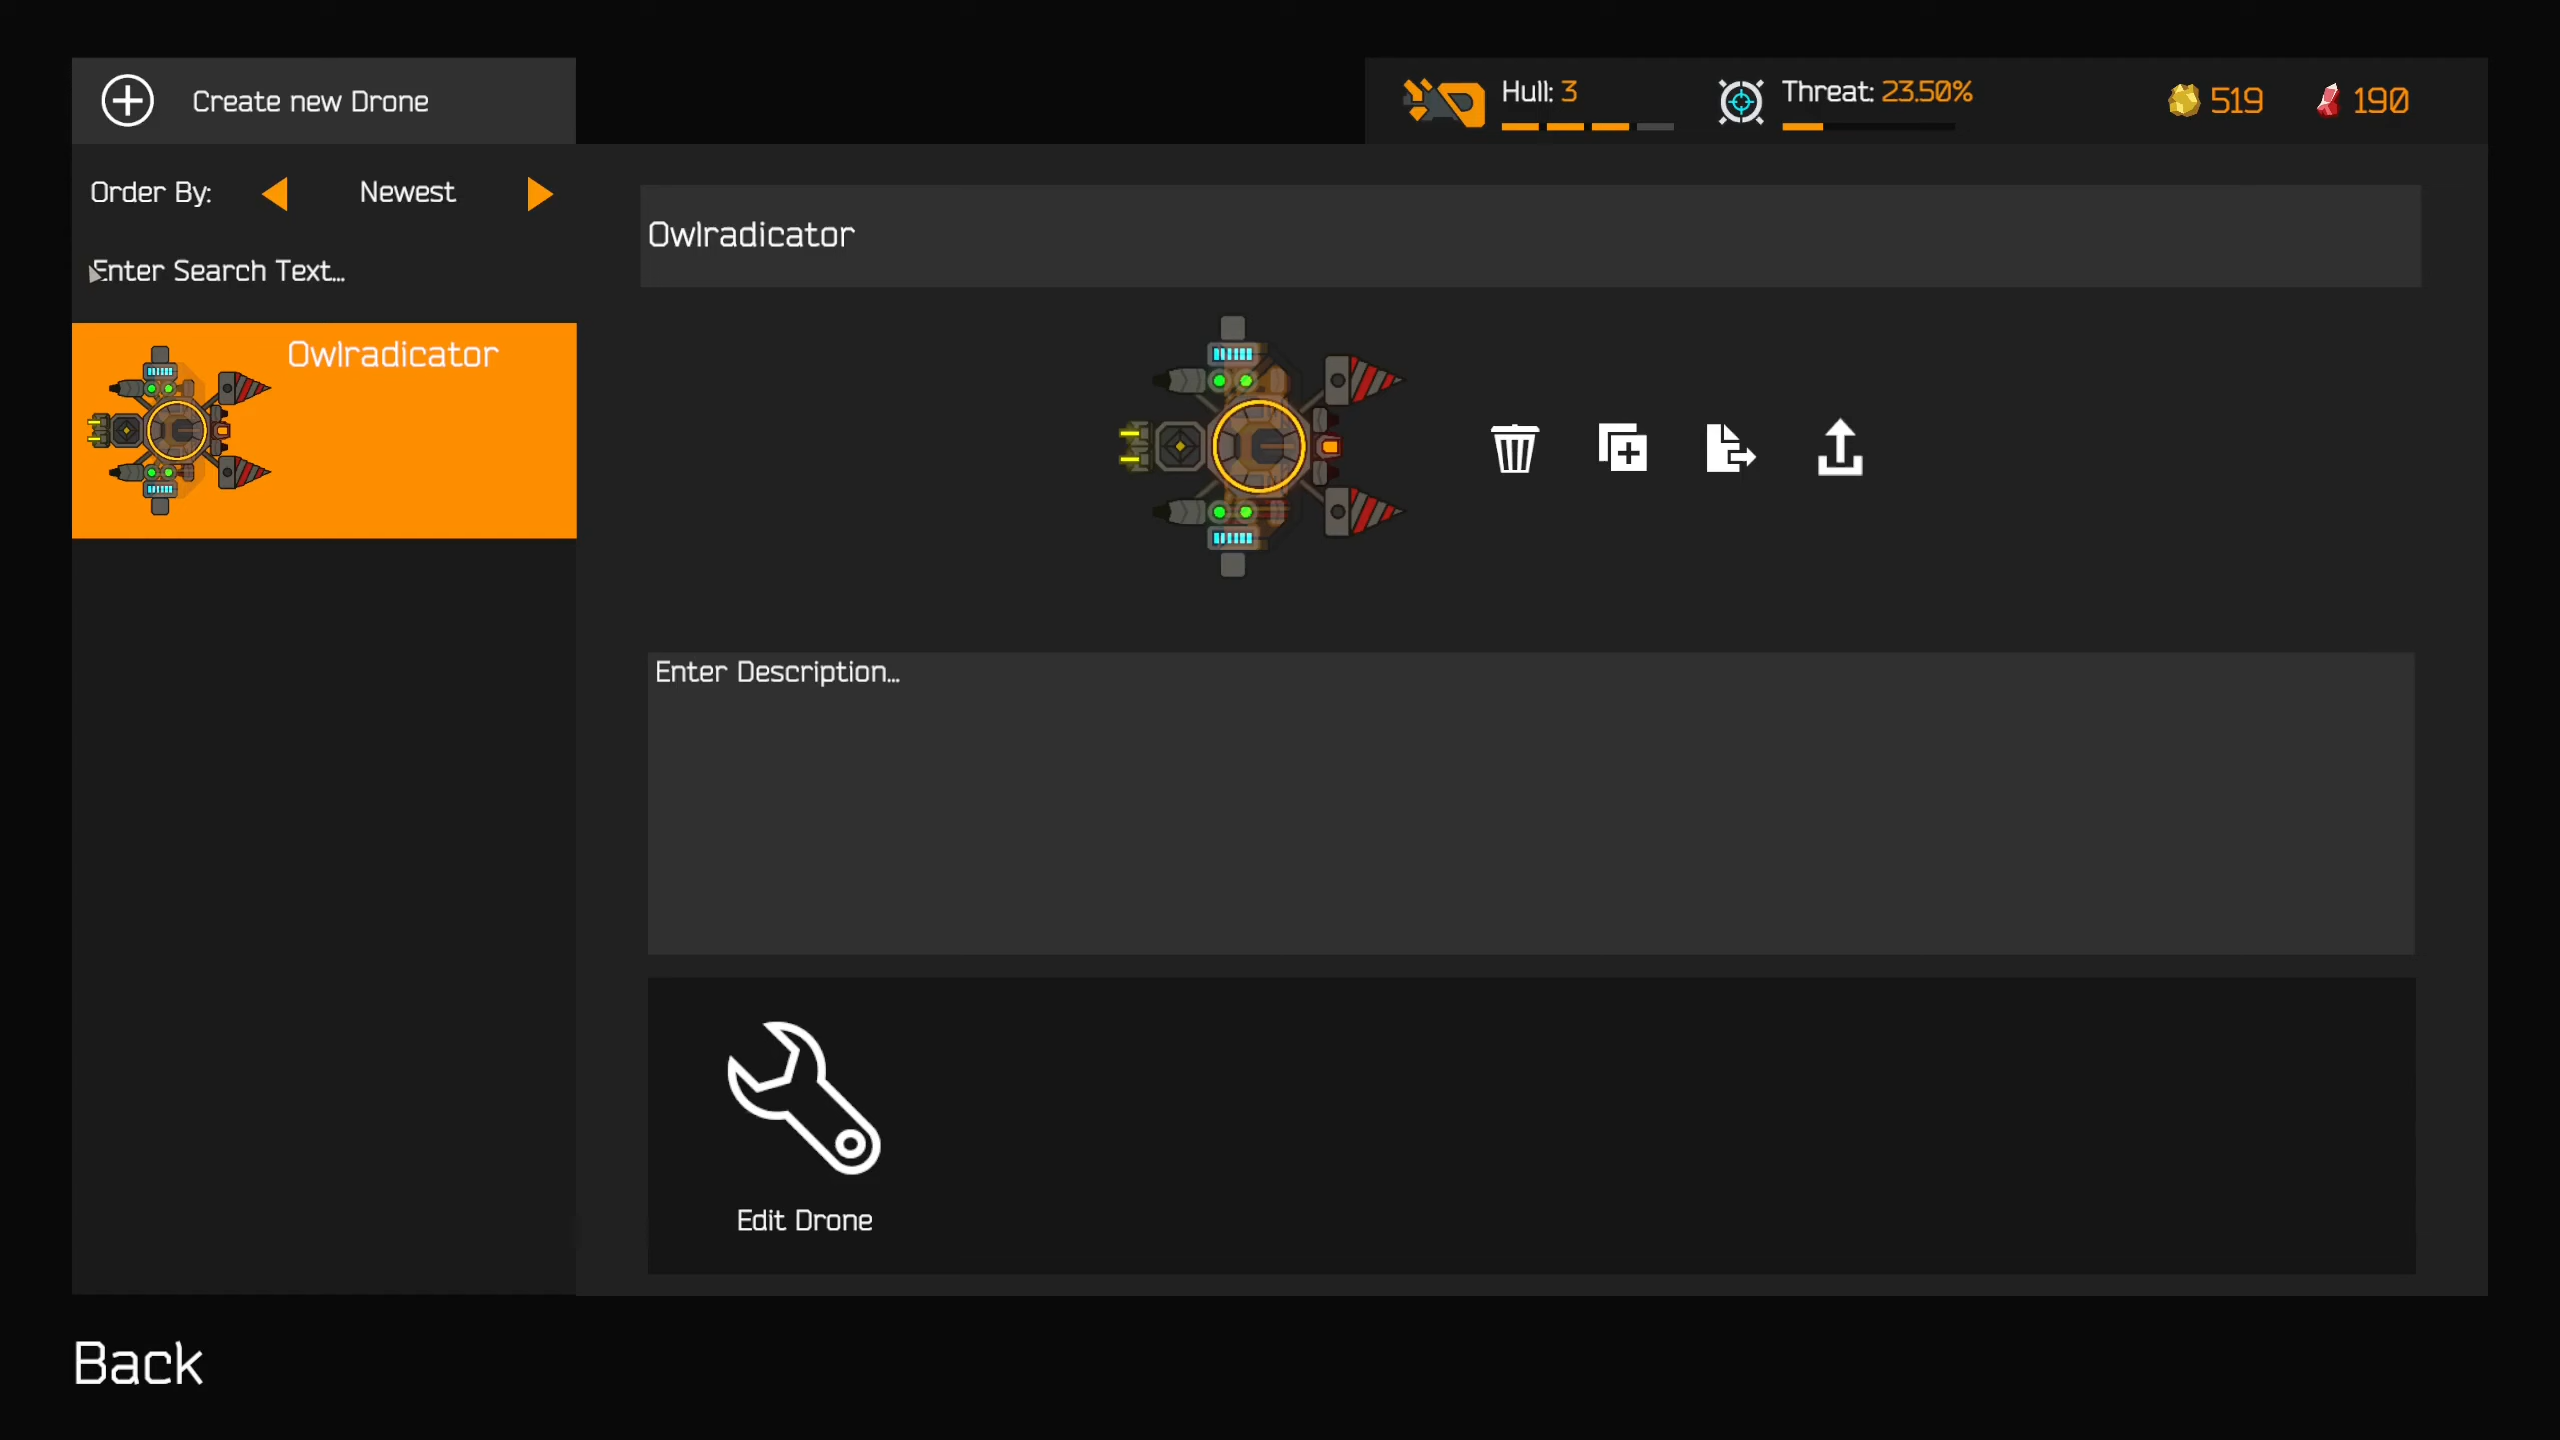 Create new Drone
Hull: 3
Threat: 23.50%
519
190
Order By:
Newest
Enter Search Text...
Owlradicator
Owlradicator
Enter Description...
Edit Drone
Back